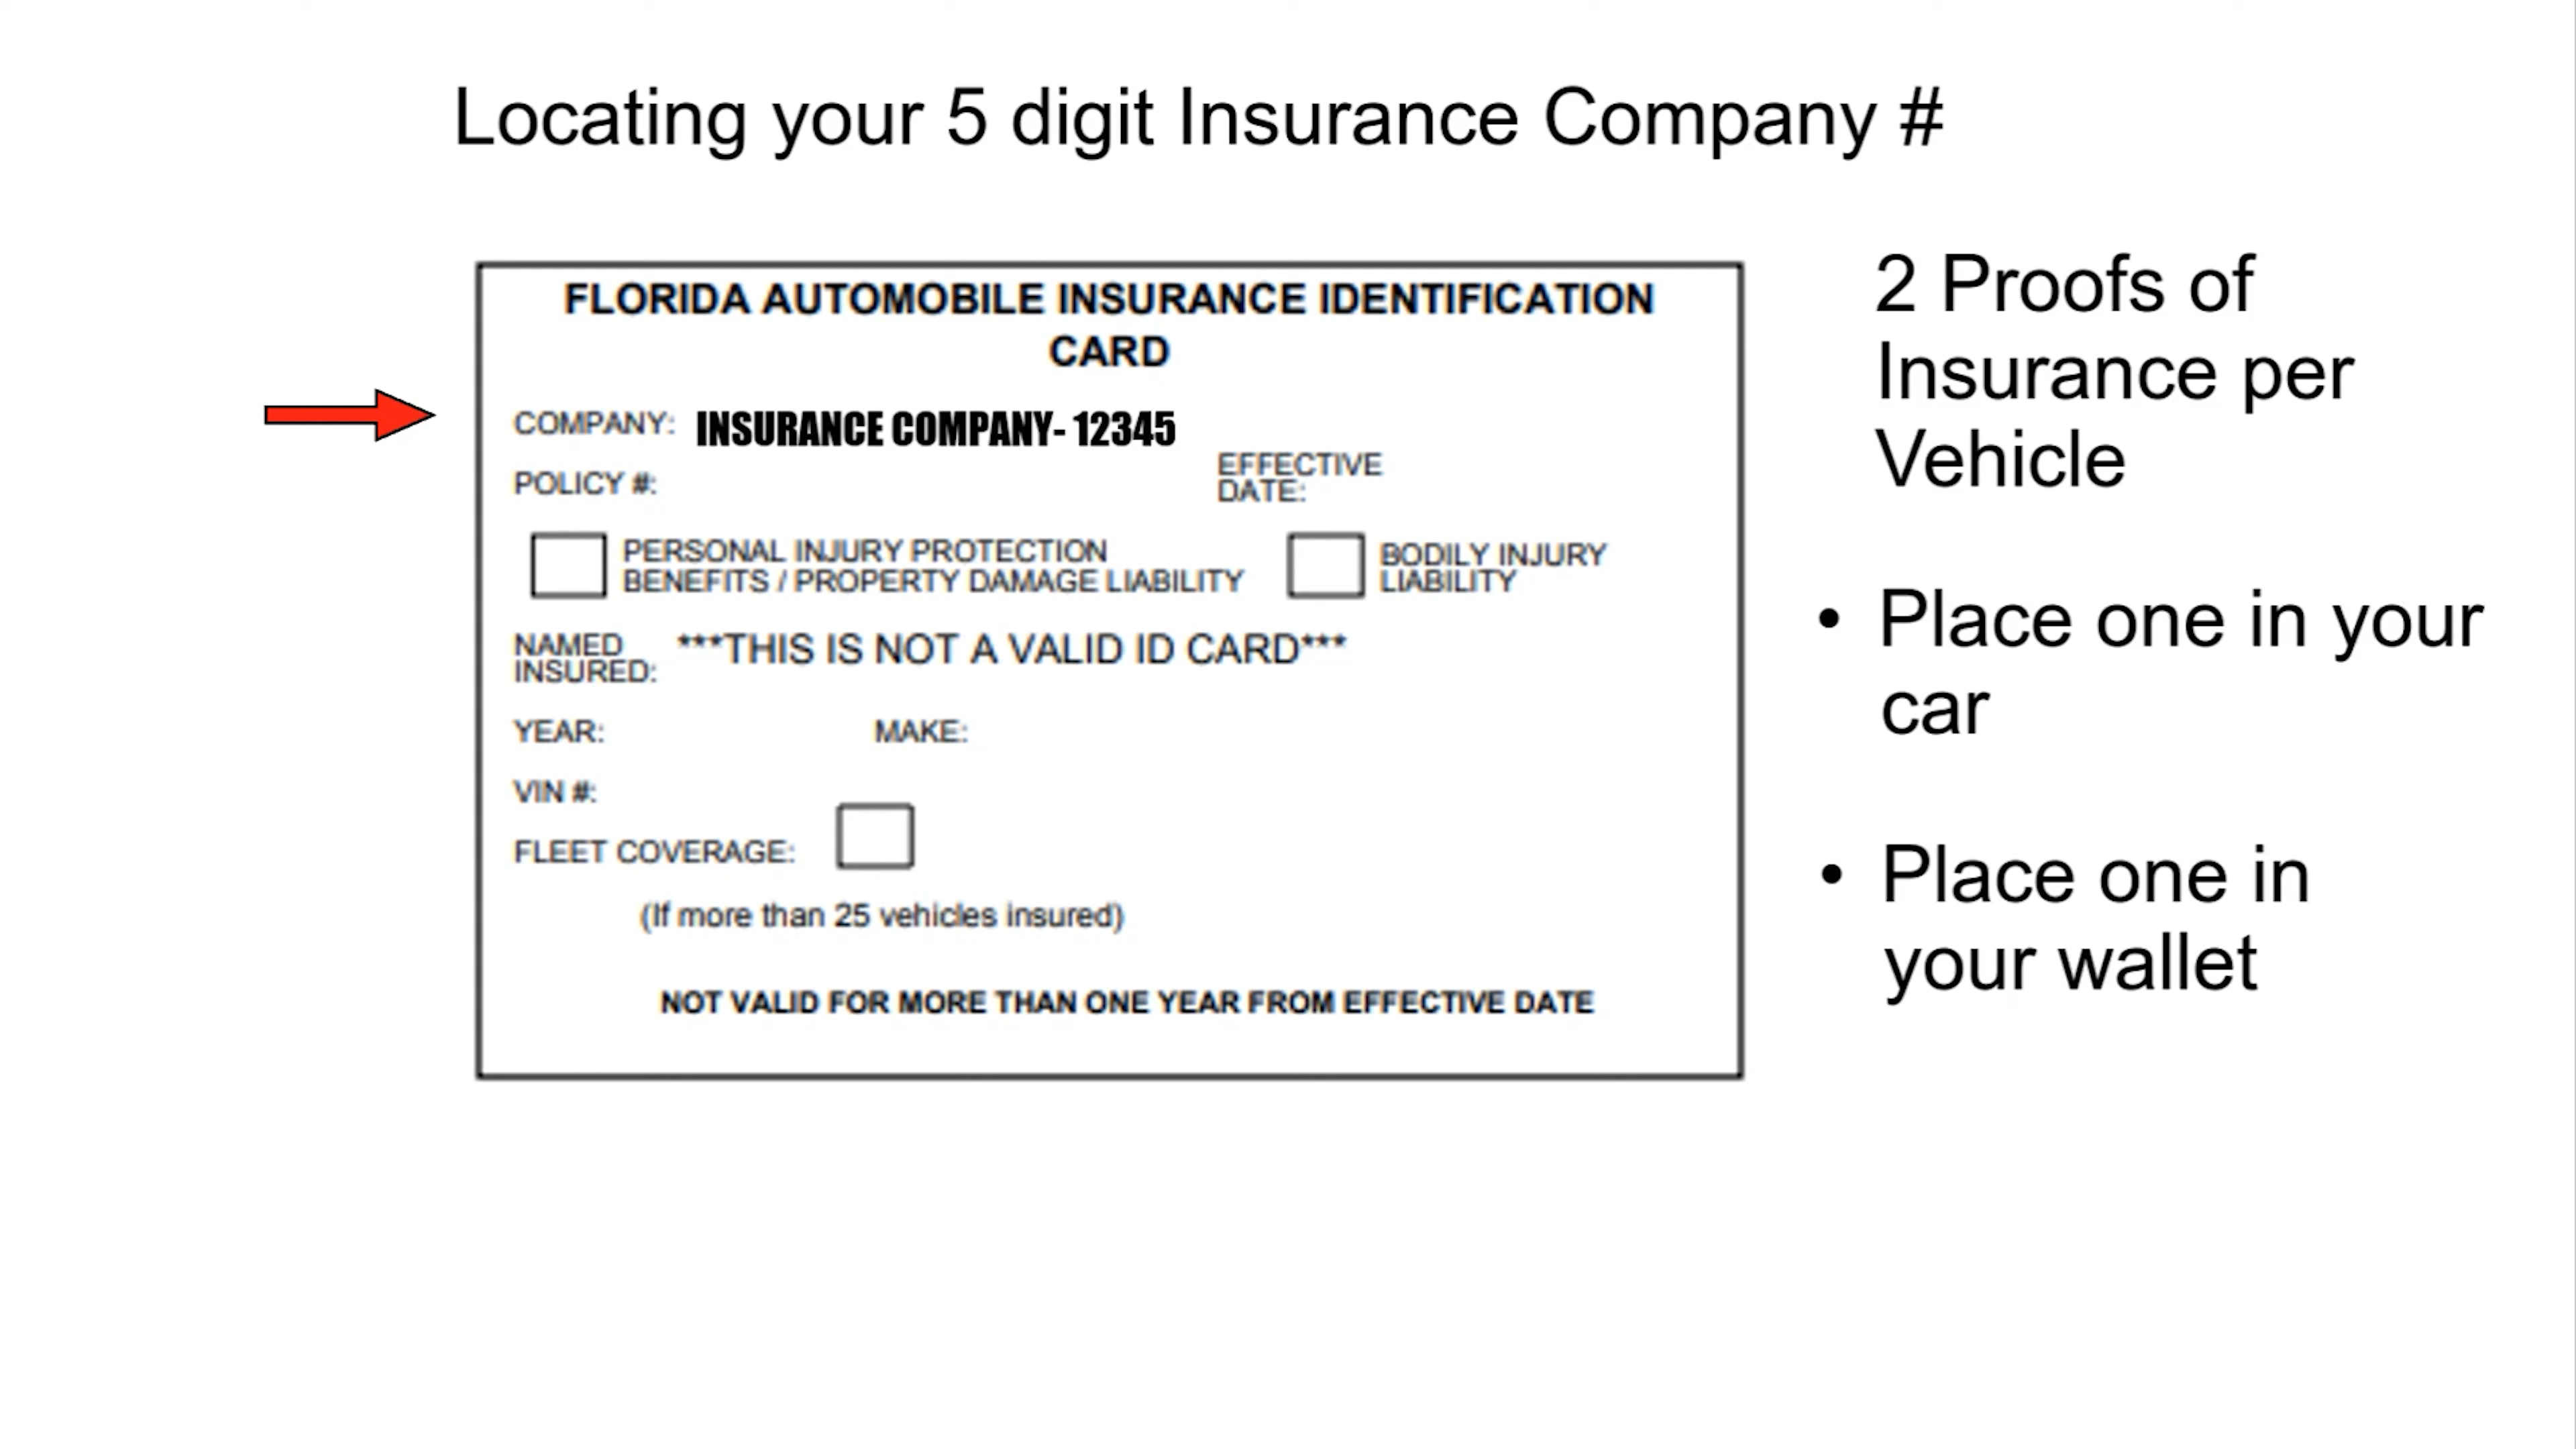 Locating your 5 digit Insurance Company #
FLORIDA AUTOMOBILE INSURANCE IDENTIFICATION
CARD
COMPANY: INSURANCE COMPANY- 12345
POLICY #:
EFFECTIVE
DATE:
PERSONAL INJURY PROTECTION
BENEFITS / PROPERTY DAMAGE LIABILITY
BODILY INJURY
LIABILITY
NAMED
INSURED:
***THIS IS NOT A VALID ID CARD***
YEAR: MAKE:
VIN #:
FLEET COVERAGE:
(If more than 25 vehicles insured)
NOT VALID FOR MORE THAN ONE YEAR FROM EFFECTIVE DATE
2 Proofs of
Insurance per
Vehicle
• Place one in your
car
• Place one in
your wallet